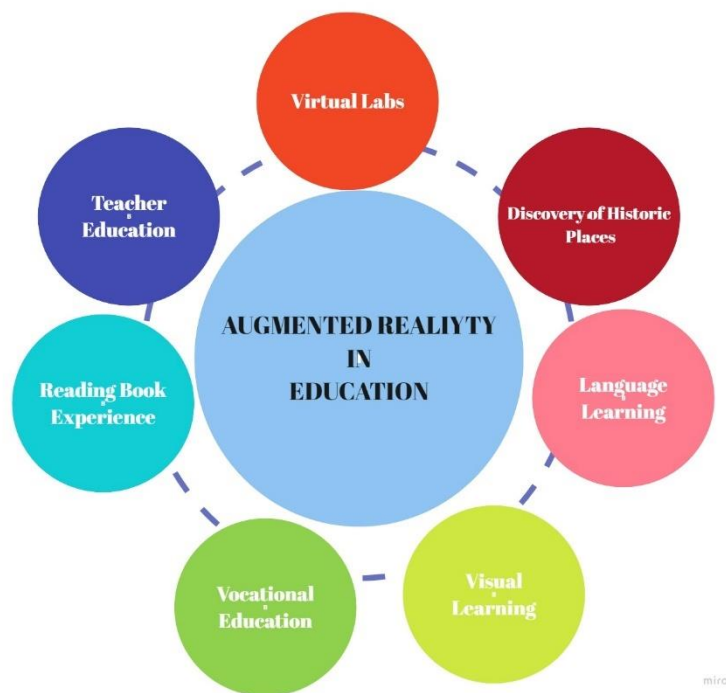 Virtual Labs
Teacher
Education
Discovery of Historic
Places
AUGMENTED REALIYTY
IN
EDUCATION
Reading Book
Experience
Language
Learning
Vocational
Education
Visual
Learning
miro